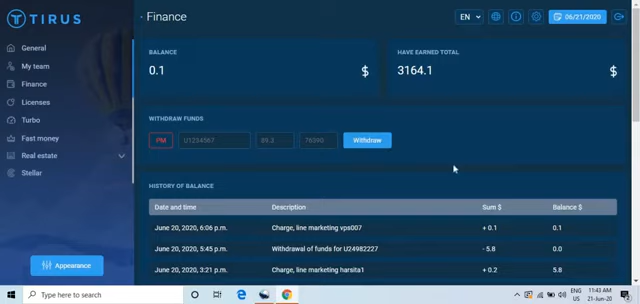 TIRUS
General
My team
Finance
Licenses
Turbo
Fast money
Real estate
Stellar
Appearance
Finance
EN
06/21/2020
BALANCE
0.1
$
HAVE EARNED TOTAL
3164.1
$
WITHDRAW FUNDS
PM
U1234567
89.3
76390
Withdraw
HISTORY OF BALANCE
Date and time Description Sum $ Balance $
June 20, 2020, 6:06 p.m. Charge, line marketing vps007 + 0.1 0.1
June 20, 2020, 5:45 p.m. Withdrawal of funds for U24982227 - 5.8 0.0
June 20, 2020, 3:21 p.m. Charge, line marketing harsita1 + 0.2 5.8
Type here to search
ENG
US
11:43 AM
21-Jun-20